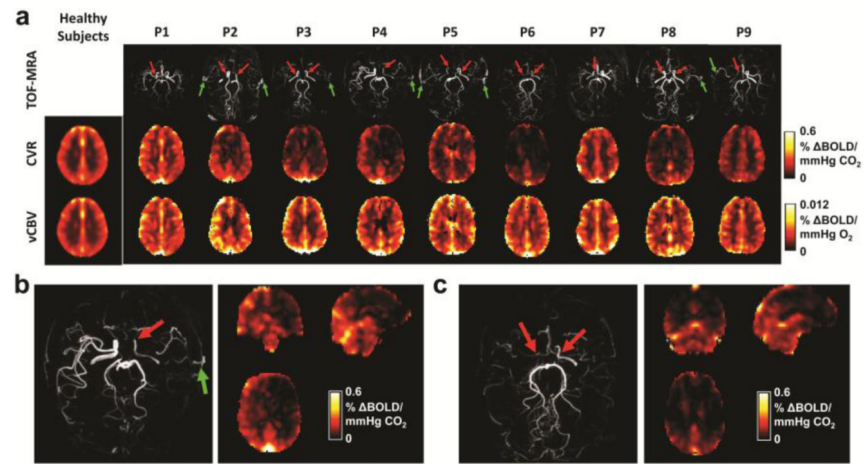 a
Healthy
Subjects
P1 P2 P3 P4 P5 P6 P7 P8 P9
TOF-MRA
CVR
0.6
% ΔBOLD/
mmHg CO₂
0
vCBV
0.012
% ΔBOLD/
mmHg O₂
0
b
0.6
% ΔBOLD/
mmHg CO₂
0
c
0.6
% ΔBOLD/
mmHg CO₂
0